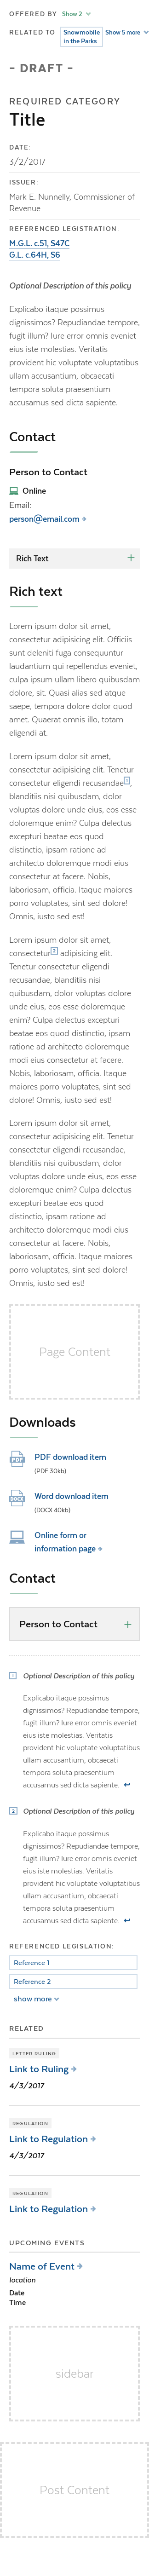 OFFERED BY Show 2
RELATED TO Snowmobile Show 5 more
in the Parks
- DRAFT -
REQUIRED CATEGORY
Title
DATE:
3/2/2017
ISSUER:
Mark E. Nunnelly, Commissioner of
Revenue
REFERENCED REGISTRATION:
M.G.L. c.51, S47C
G.L. c.64H, S6
Optional Description of this policy
Explicabo itaque possimus
dignissimos? Repudiandae tempore,
fugit illum? Iure error omnis eveniet
eius iste molestias. Veritatis
provident hic voluptate voluptatibus
ullam accusantium, obcaecati
tempora soluta praesentium
accusamus sed dicta sapiente.
Contact
Person to Contact
Online
Email:
person@email.com
Rich Text
Rich text
Lorem ipsum dolor sit amet,
consectetur adipisicing elit. Officiis
sunt deleniti fuga consequuntur
laudantium ipsam repellendus eveniet,
culpa ipsum ullam libero quibusdam
dolore, sit. Quasi alias sed atque
saepe, tempora dolore dolor quod
amet. Quaerat omnis illo, totam
eligendi at.
Lorem ipsum dolor sit amet,
consectetur adipisicing elit. Tenetur
consectetur eligendi recusandae1,
blanditiis nisi quibusdam, dolor
voluptas dolore unde eius, eos esse
doloremque enim? Culpa delectus
excepturi beatae eos quod
distinctio, ipsam ratione ad
architecto doloremque modi eius
consectetur at facere. Nobis,
laboriosam, officia. Itaque maiores
porro voluptates, sint sed dolore!
Omnis, iusto sed est!
Lorem ipsum dolor sit amet,
consectetur2 adipisicing elit.
Tenetur consectetur eligendi
recusandae, blanditiis nisi
quibusdam, dolor voluptas dolore
unde eius, eos esse doloremque
enim? Culpa delectus excepturi
beatae eos quod distinctio, ipsam
ratione ad architecto doloremque
modi eius consectetur at facere.
Nobis, laboriosam, officia. Itaque
maiores porro voluptates, sint sed
dolore! Omnis, iusto sed est!
Lorem ipsum dolor sit amet,
consectetur adipisicing elit. Tenetur
consectetur eligendi recusandae,
blanditiis nisi quibusdam, dolor
voluptas dolore unde eius, eos esse
doloremque enim? Culpa delectus
excepturi beatae eos quod
distinctio, ipsam ratione ad
architecto doloremque modi eius
consectetur at facere. Nobis,
laboriosam, officia. Itaque maiores
porro voluptates, sint sed dolore!
Omnis, iusto sed est!
Page Content
Downloads
PDF PDF download item
(PDF 30kb)
DOCX Word download item
(DOCX 40kb)
Online form or
information page
Contact
Person to Contact
1 Optional Description of this policy
Explicabo itaque possimus
dignissimos? Repudiandae tempore,
fugit illum? Iure error omnis eveniet
eius iste molestias. Veritatis
provident hic voluptate voluptatibus
ullam accusantium, obcaecati
tempora soluta praesentium
accusamus sed dicta sapiente.
2 Optional Description of this policy
Explicabo itaque possimus
dignissimos? Repudiandae tempore,
fugit illum? Iure error omnis eveniet
eius iste molestias. Veritatis
provident hic voluptate voluptatibus
ullam accusantium, obcaecati
tempora soluta praesentium
accusamus sed dicta sapiente.
REFERENCED LEGISLATION:
Reference 1
Reference 2
show more
RELATED
LETTER RULING
Link to Ruling
4/3/2017
REGULATION
Link to Regulation
4/3/2017
REGULATION
Link to Regulation
UPCOMING EVENTS
Name of Event
location
Date
Time
sidebar
Post Content